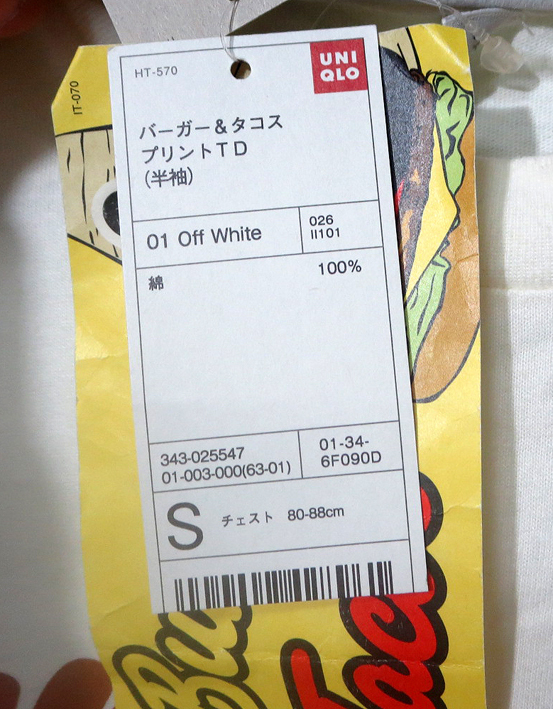 IT-070
HT-570
UNI
QLO
バーガー＆タコス
プリントＴＤ
（半袖）
01 Off White
026
II101
綿 100%
343-025547
01-003-000(63-01)
01-34-
6F090D
S チェスト 80-88cm